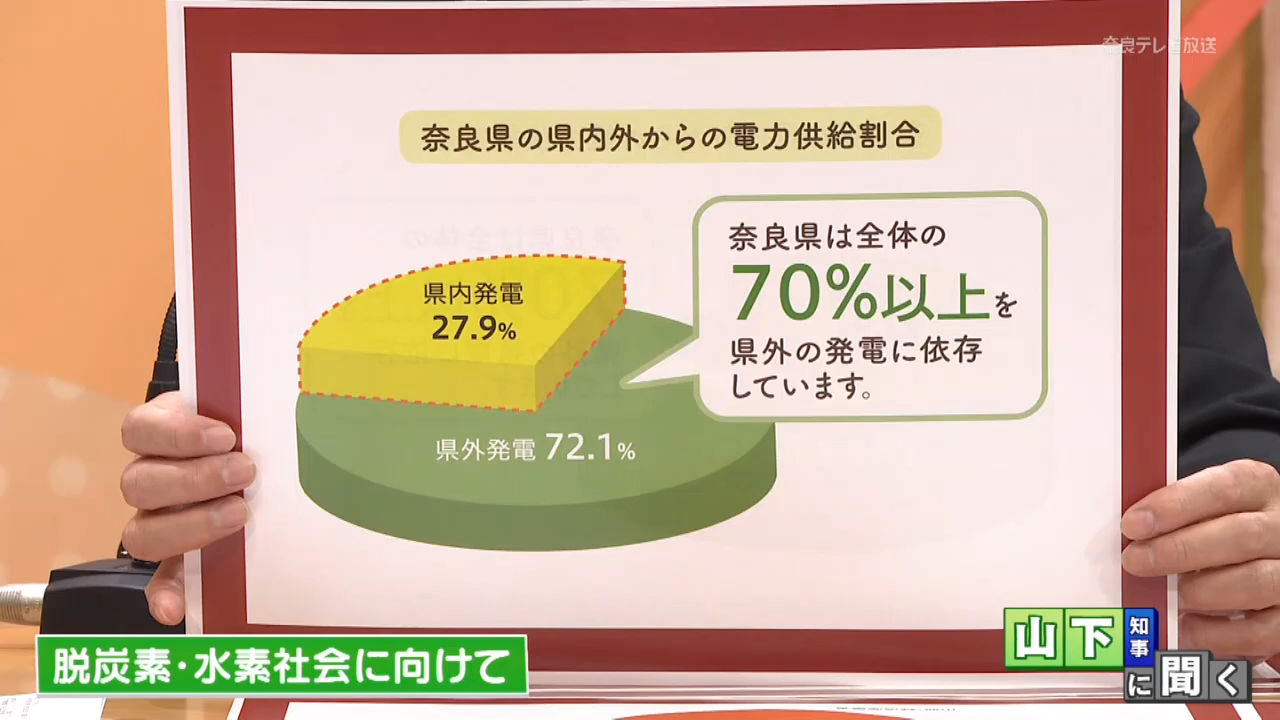 奈良テレビ放送
奈良県の県内外からの電力供給割合
県内発電
27.9%
奈良県は全体の
70%以上を
県外の発電に依存
しています。
県外発電 72.1%
脱炭素・水素社会に向けて
山下知事
に聞く